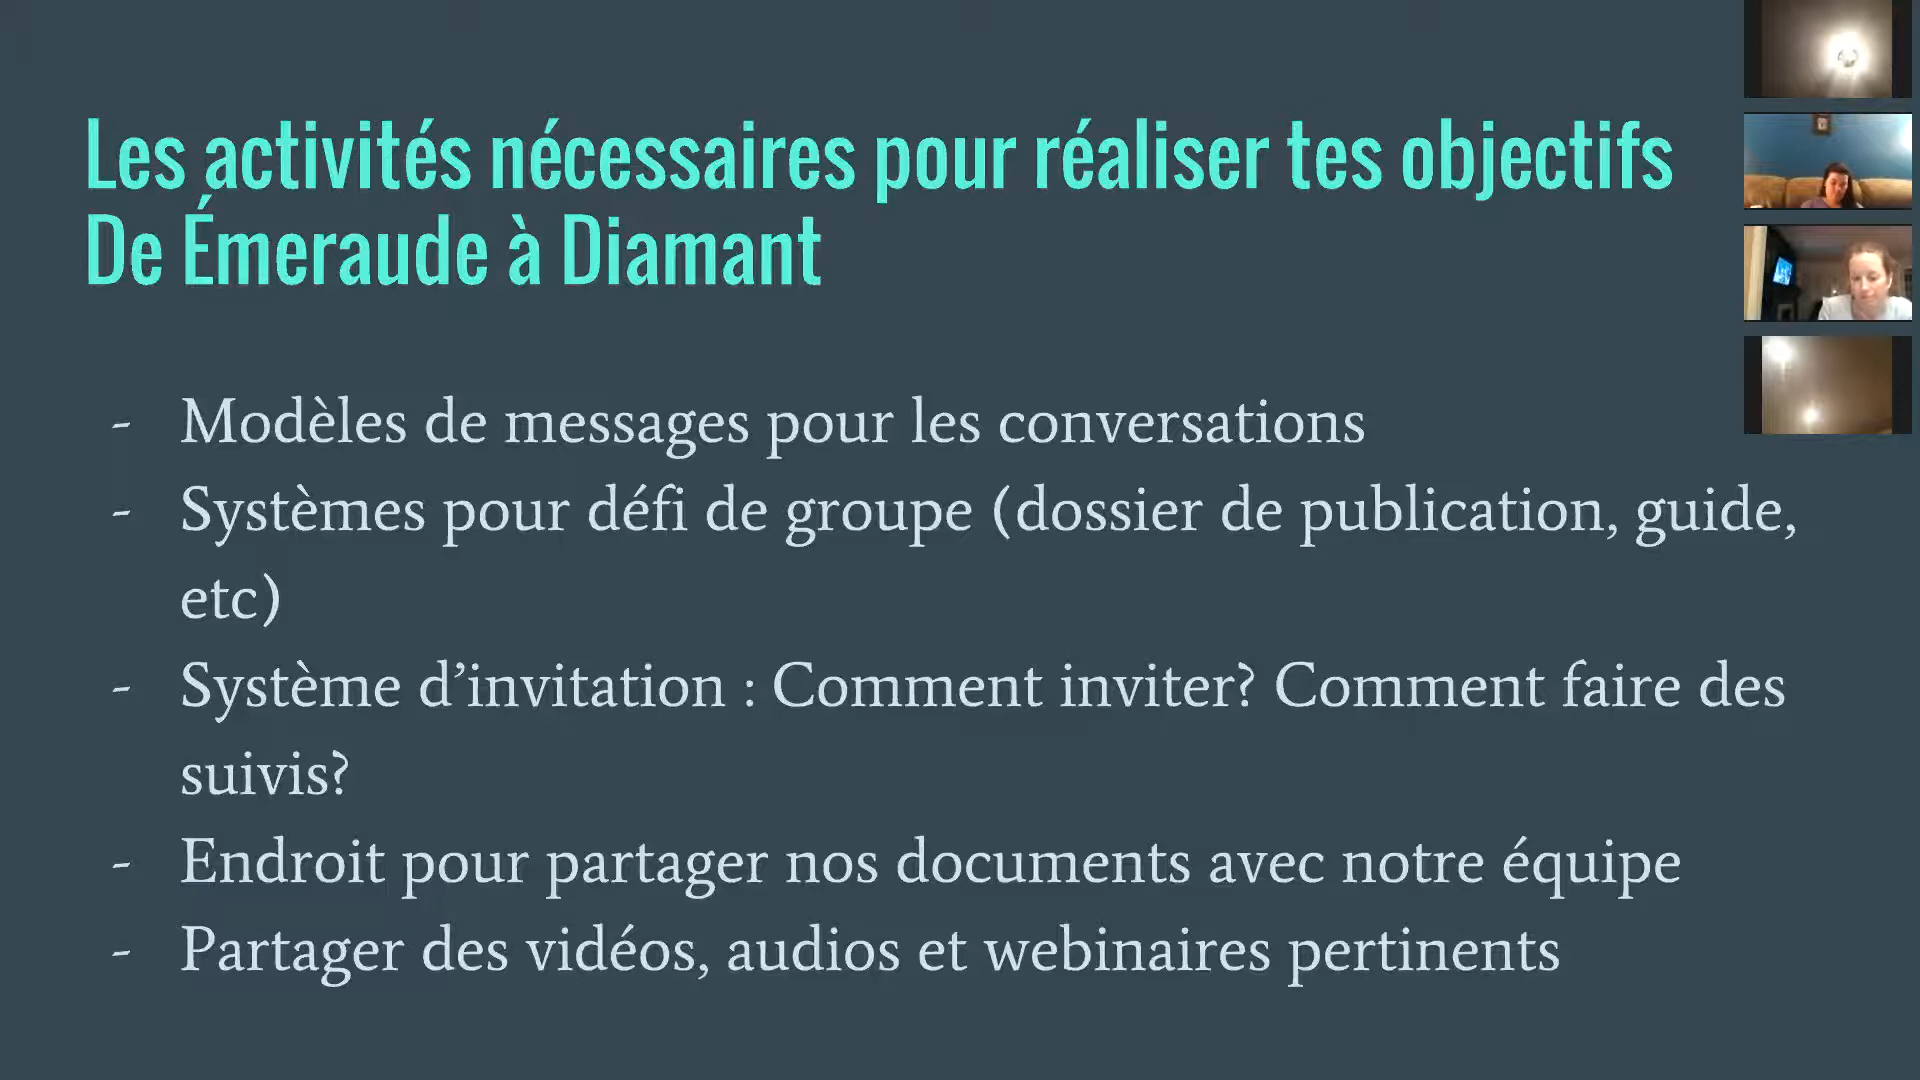 Les activités nécessaires pour réaliser tes objectifs
De Émeraude à Diamant
- Modèles de messages pour les conversations
- Systèmes pour défi de groupe (dossier de publication, guide,
etc)
- Système d’invitation : Comment inviter? Comment faire des
suivis?
- Endroit pour partager nos documents avec notre équipe
- Partager des vidéos, audios et webinaires pertinents